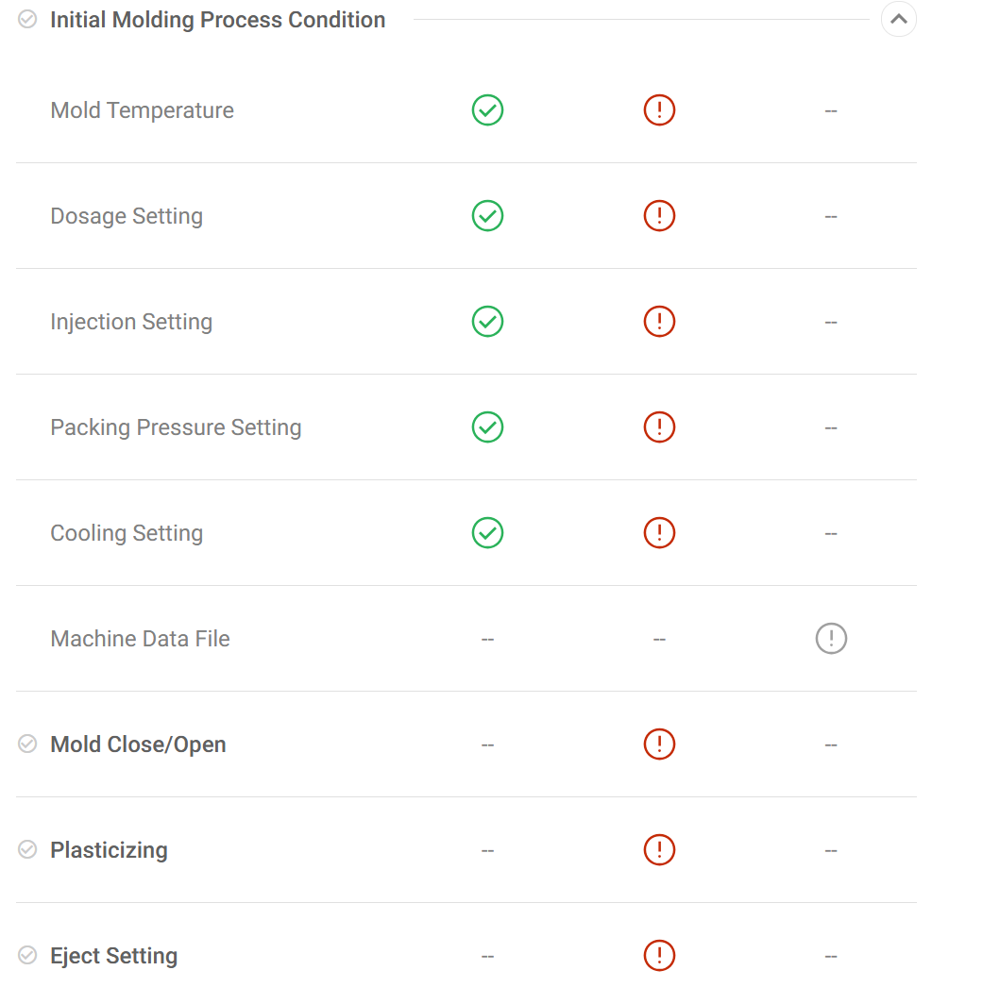 Initial Molding Process Condition
Mold Temperature --
Dosage Setting --
Injection Setting --
Packing Pressure Setting --
Cooling Setting --
Machine Data File -- --
Mold Close/Open -- --
Plasticizing -- --
Eject Setting -- --